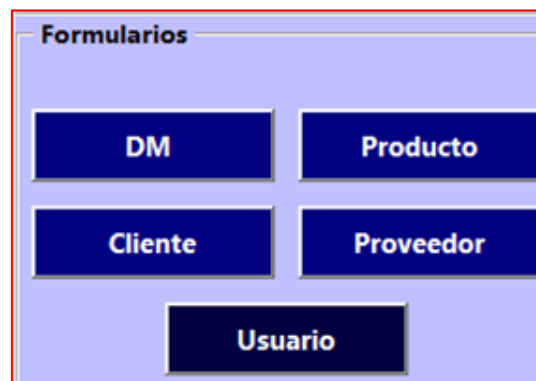 Formularios
DM
Producto
Cliente
Proveedor
Usuario